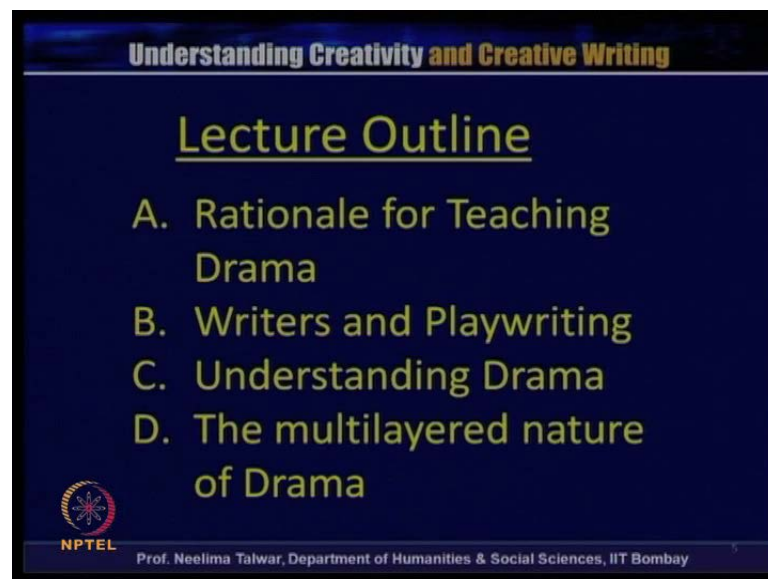 Understanding Creativity and Creative Writing
Lecture Outline
A. Rationale for Teaching
Drama
B. Writers and Playwriting
C. Understanding Drama
D. The multilayered nature
of Drama
NPTEL
Prof. Neelima Talwar, Department of Humanities & Social Sciences, IIT Bombay
5